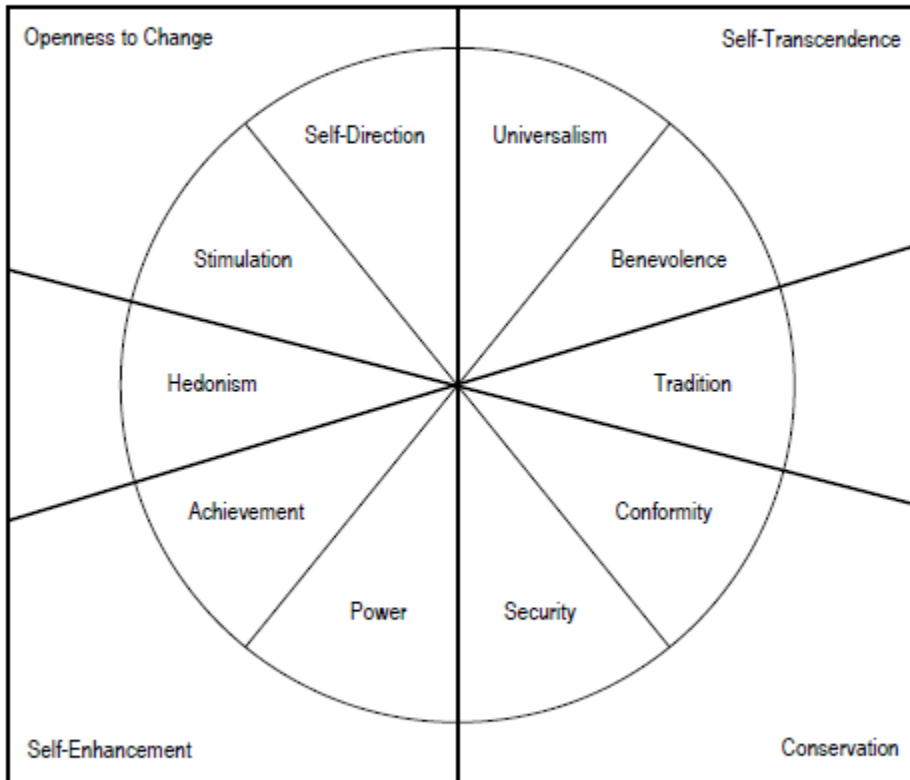 Openness to Change
Self-Transcendence
Self-Direction
Universalism
Stimulation
Benevolence
Hedonism
Tradition
Achievement
Conformity
Power
Security
Self-Enhancement
Conservation